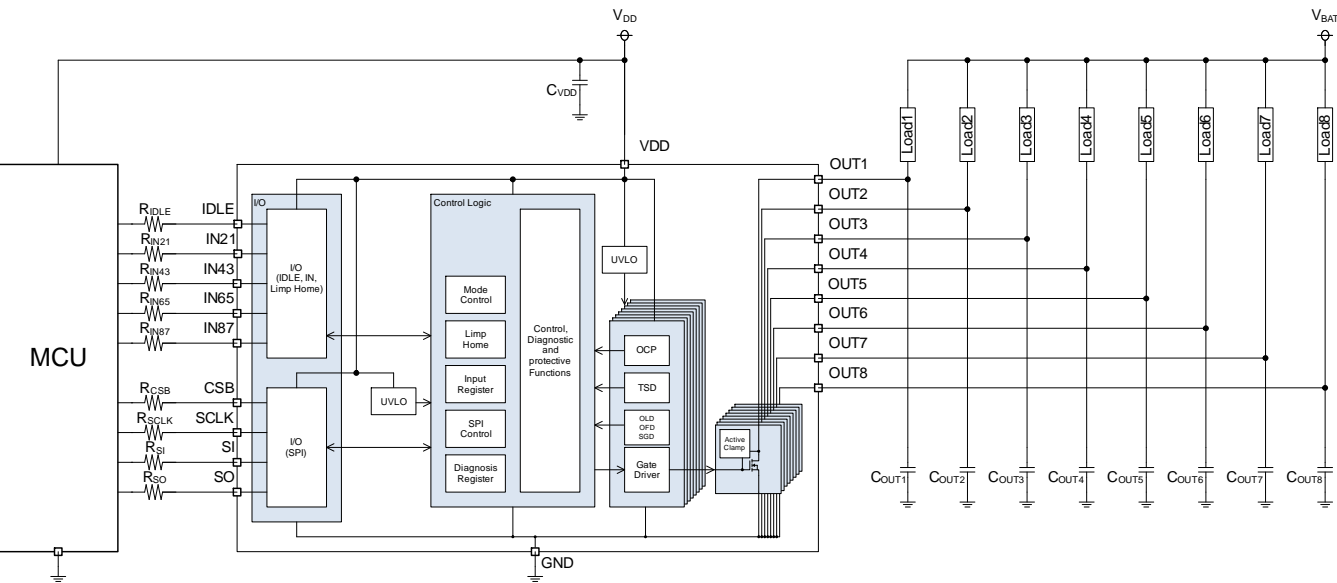 VDD
VBAT
CVDD
VDD
Load1
Load2
Load3
Load4
Load5
Load6
Load7
Load8
OUT1
OUT2
OUT3
OUT4
OUT5
OUT6
OUT7
OUT8
MCU
RIDLE
IDLE
RIN21
IN21
RIN43
IN43
RIN65
IN65
RIN87
IN87
RCSB
CSB
RSCLK
SCLK
RSI
SI
RSO
SO
I/O
I/O
(IDLE, IN,
Limp Home)
I/O
(SPI)
UVLO
Control Logic
Mode
Control
Limp
Home
Input
Register
SPI
Control
Diagnosis
Register
Control,
Diagnostic
and
protective
Functions
UVLO
OCP
TSD
OLD
OFD
SGD
Gate
Driver
Active
Clamp
GND
COUT1
COUT2
COUT3
COUT4
COUT5
COUT6
COUT7
COUT8